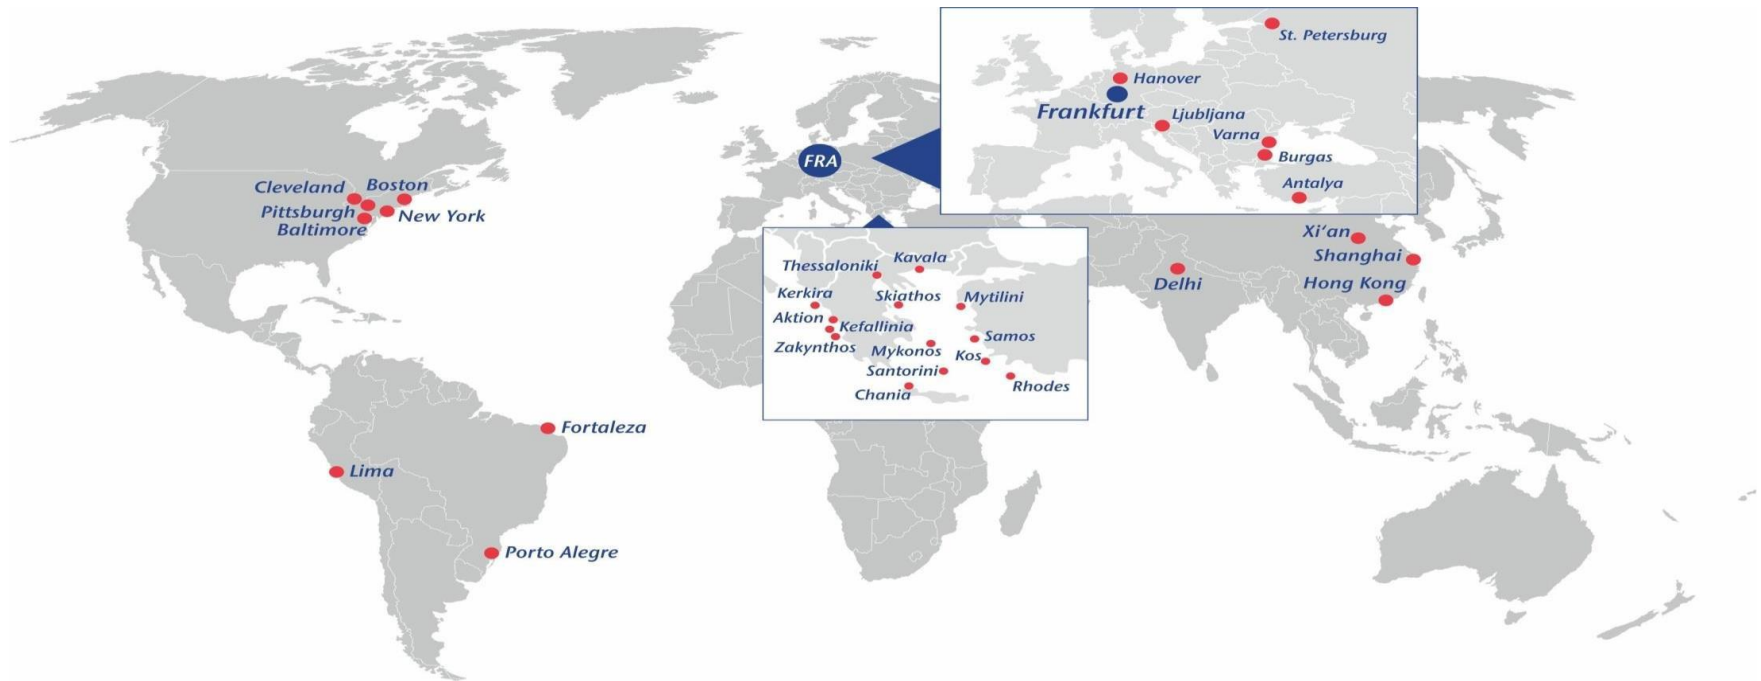 St. Petersburg
Hanover
Frankfurt
Ljubljana
Varna
Burgas
Antalya
FRA
Cleveland
Boston
Pittsburgh
New York
Baltimore
Xi‘an
Shanghai
Delhi
Hong Kong
Kavala
Thessaloniki
Kerkira
Skiathos
Mytilini
Aktion
Kefallinia
Zakynthos
Samos
Mykonos
Kos
Santorini
Rhodes
Chania
Fortaleza
Lima
Porto Alegre